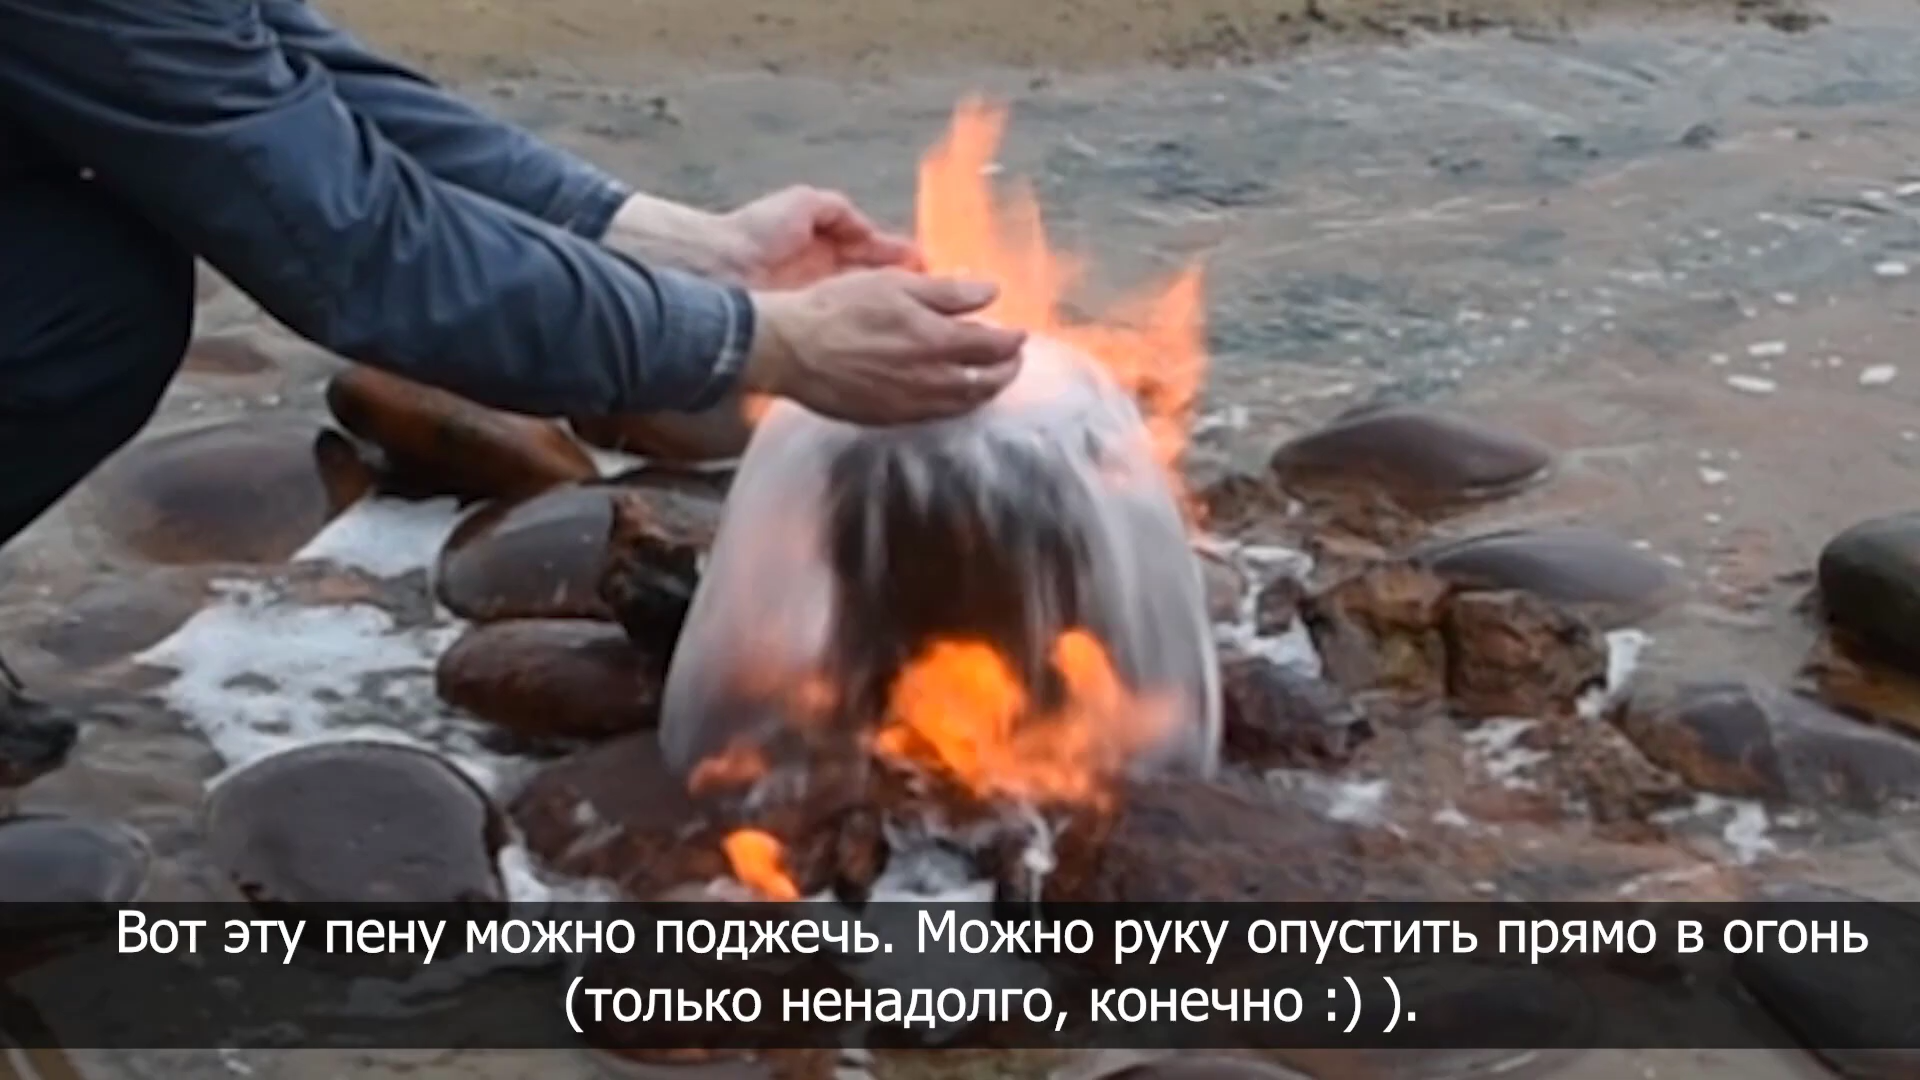 Вот эту пену можно поджечь. Можно руку опустить прямо в огонь
(только ненадолго, конечно :) ).